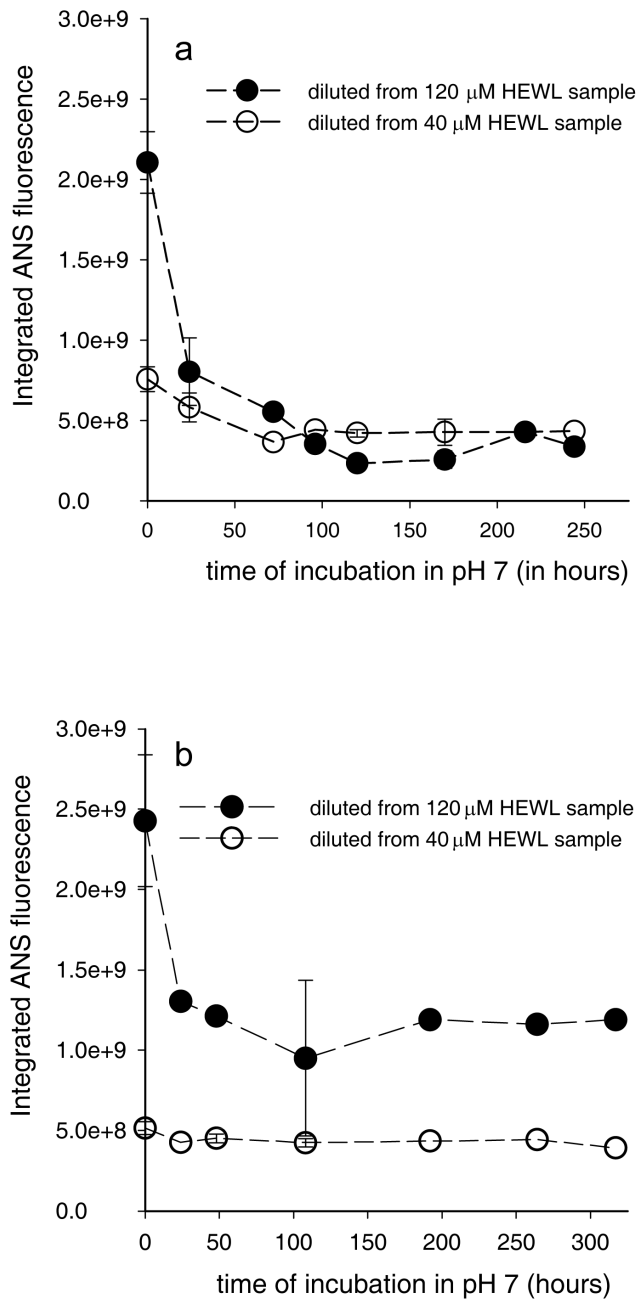 3.0e+9
a
2.5e+9
diluted from 120 μM HEWL sample
diluted from 40 μM HEWL sample
2.0e+9
1.5e+9
1.0e+9
5.0e+8
0.0
Integrated ANS fluorescence
0 50 100 150 200 250
time of incubation in pH 7 (in hours)
3.0e+9
b
2.5e+9
diluted from 120 μM HEWL sample
diluted from 40 μM HEWL sample
2.0e+9
1.5e+9
1.0e+9
5.0e+8
0.0
Integrated ANS fluorescence
0 50 100 150 200 250 300
time of incubation in pH 7 (hours)